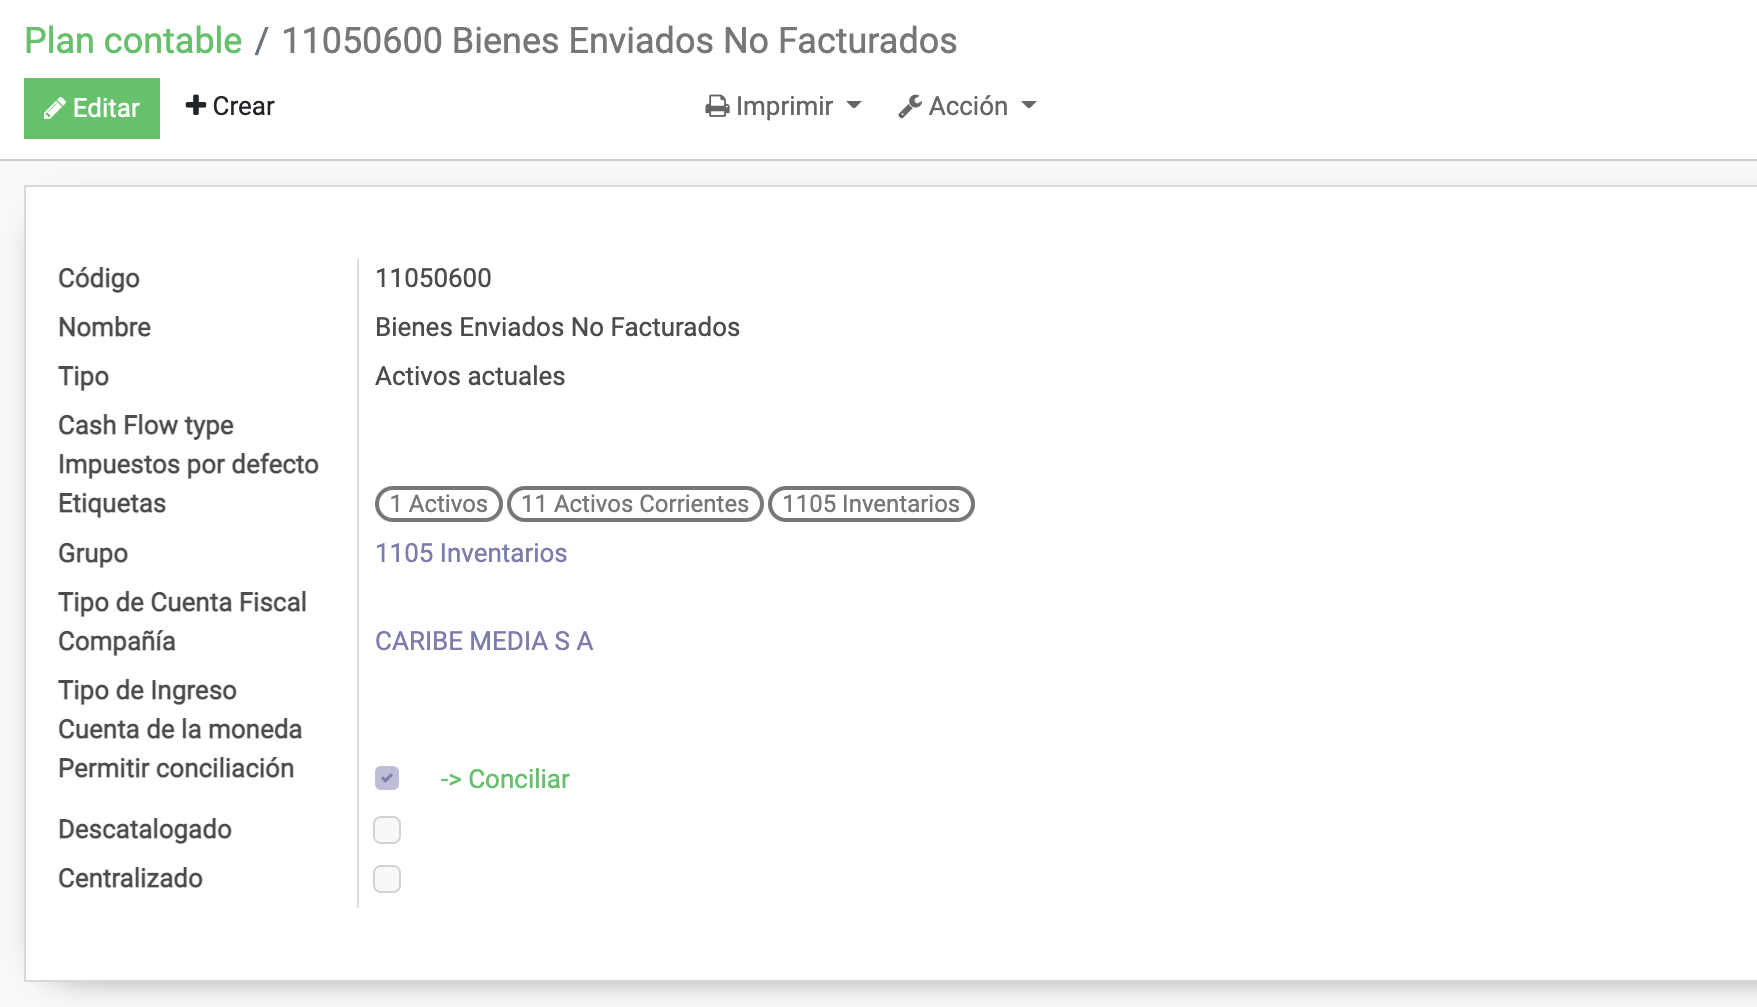 Plan contable / 11050600 Bienes Enviados No Facturados
Editar Crear Imprimir Acción
Código 11050600
Nombre Bienes Enviados No Facturados
Tipo Activos actuales
Cash Flow type
Impuestos por defecto
Etiquetas 1 Activos 11 Activos Corrientes 1105 Inventarios
Grupo 1105 Inventarios
Tipo de Cuenta Fiscal
Compañía CARIBE MEDIA S A
Tipo de Ingreso
Cuenta de la moneda
Permitir conciliación -> Conciliar
Descatalogado
Centralizado